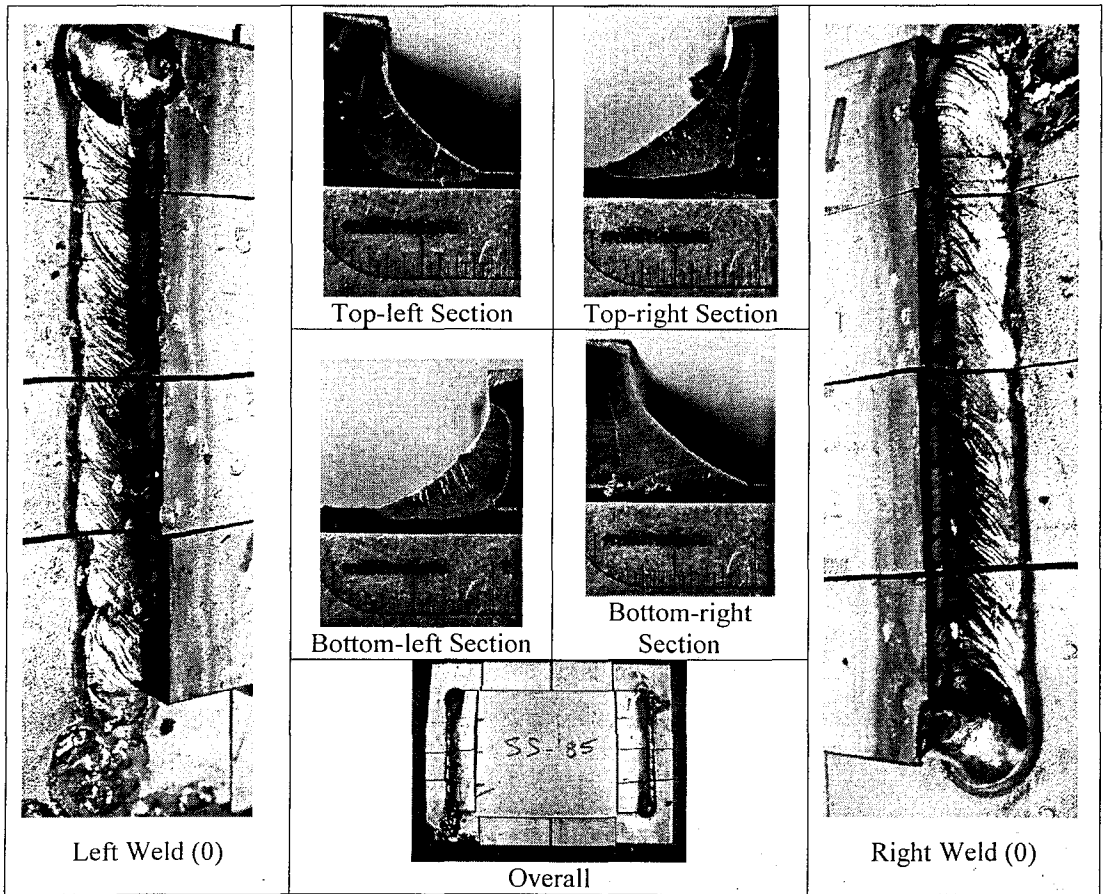 Top-left Section
Top-right Section
Bottom-left Section
Bottom-right
Section
SS-185
Left Weld (0)
Overall
Right Weld (0)